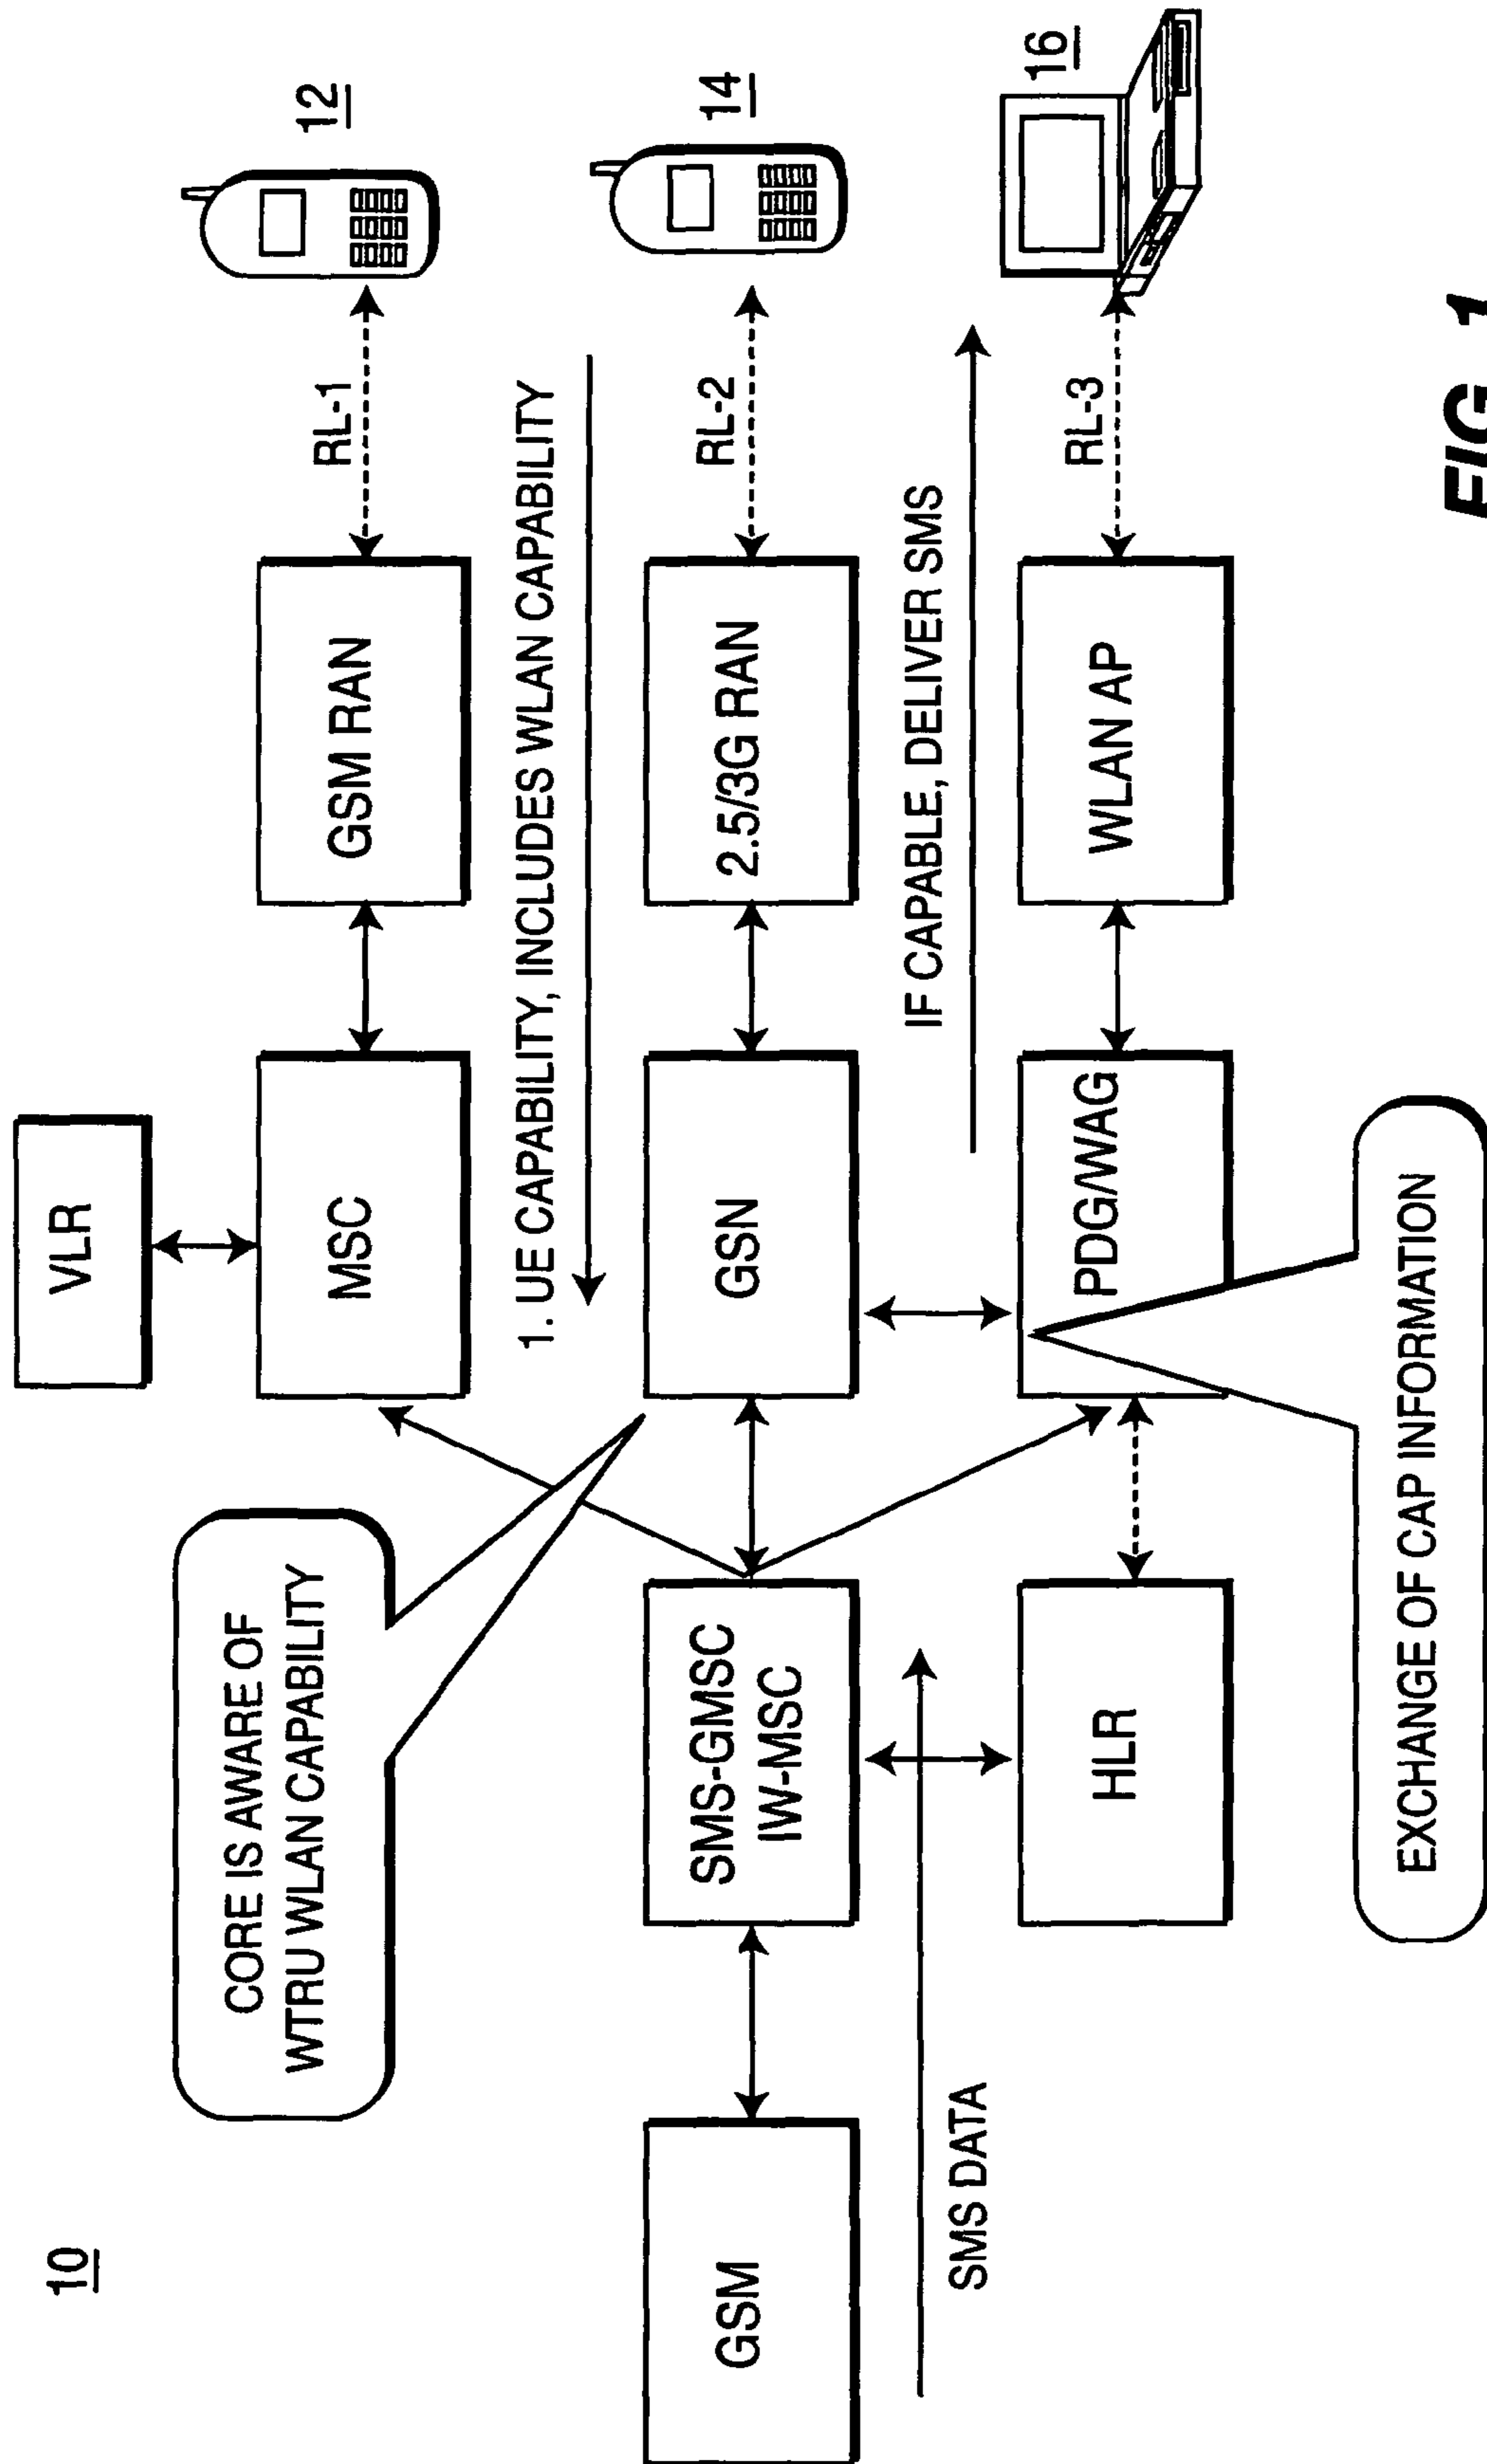 10
VLR
12
CORE IS AWARE OF
WTRU WLAN CAPABILITY
MSC
GSM RAN
RL-1
1. UE CAPABILITY, INCLUDES WLAN CAPABILITY
14
GSM
SMS-GMSC
IW-MSC
GSN
2.5/3G RAN
RL-2
SMS DATA
IF CAPABLE, DELIVER SMS
16
HLR
PDG/WAG
WLAN AP
RL-3
EXCHANGE OF CAP INFORMATION
FIG. 1